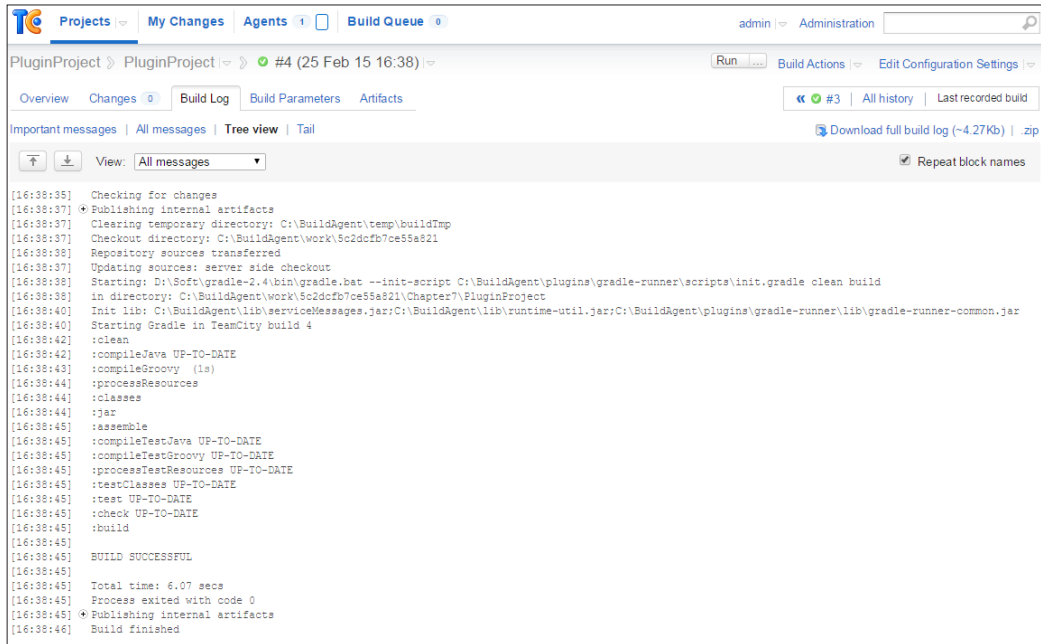 TC Projects My Changes Agents 1 Build Queue 0 admin Administration
PluginProject PluginProject #4 (25 Feb 15 16:38) Run ... Build Actions Edit Configuration Settings
Overview Changes 0 Build Log Build Parameters Artifacts « #3 | All history | Last recorded build
Important messages | All messages | Tree view | Tail Download full build log (~4.27Kb) | .zip
View: All messages Repeat block names
[16:38:35] Checking for changes
[16:38:37] Publishing internal artifacts
[16:38:37] Clearing temporary directory: C:\BuildAgent\temp\buildTmp
[16:38:37] Checkout directory: C:\BuildAgent\work\5c2dcfb7ce55a821
[16:38:38] Repository sources transferred
[16:38:37] Updating sources: server side checkout
[16:38:38] Starting: D:\Soft\gradle-2.4\bin\gradle.bat --init-script C:\BuildAgent\plugins\gradle-runner\scripts\init.gradle clean build
[16:38:38] in directory: C:\BuildAgent\work\5c2dcfb7ce55a821\Chapter7\PluginProject
[16:38:40] Init lib: C:\BuildAgent\lib\serviceMessages.jar;C:\BuildAgent\lib\runtime-util.jar;C:\BuildAgent\plugins\gradle-runner\lib\gradle-runner-common.jar
[16:38:40] Starting Gradle in TeamCity build 4
[16:38:42] :clean
[16:38:42] :compileJava UP-TO-DATE
[16:38:43] :compileGroovy (1s)
[16:38:44] :processResources
[16:38:44] :classes
[16:38:44] :jar
[16:38:45] :assemble
[16:38:45] :compileTestJava UP-TO-DATE
[16:38:45] :compileTestGroovy UP-TO-DATE
[16:38:45] :processTestResources UP-TO-DATE
[16:38:45] :testClasses UP-TO-DATE
[16:38:45] :test UP-TO-DATE
[16:38:45] :check UP-TO-DATE
[16:38:45] :build
[16:38:45]
[16:38:45] BUILD SUCCESSFUL
[16:38:45]
[16:38:45] Total time: 6.07 secs
[16:38:45] Process exited with code 0
[16:38:45] Publishing internal artifacts
[16:38:46] Build finished